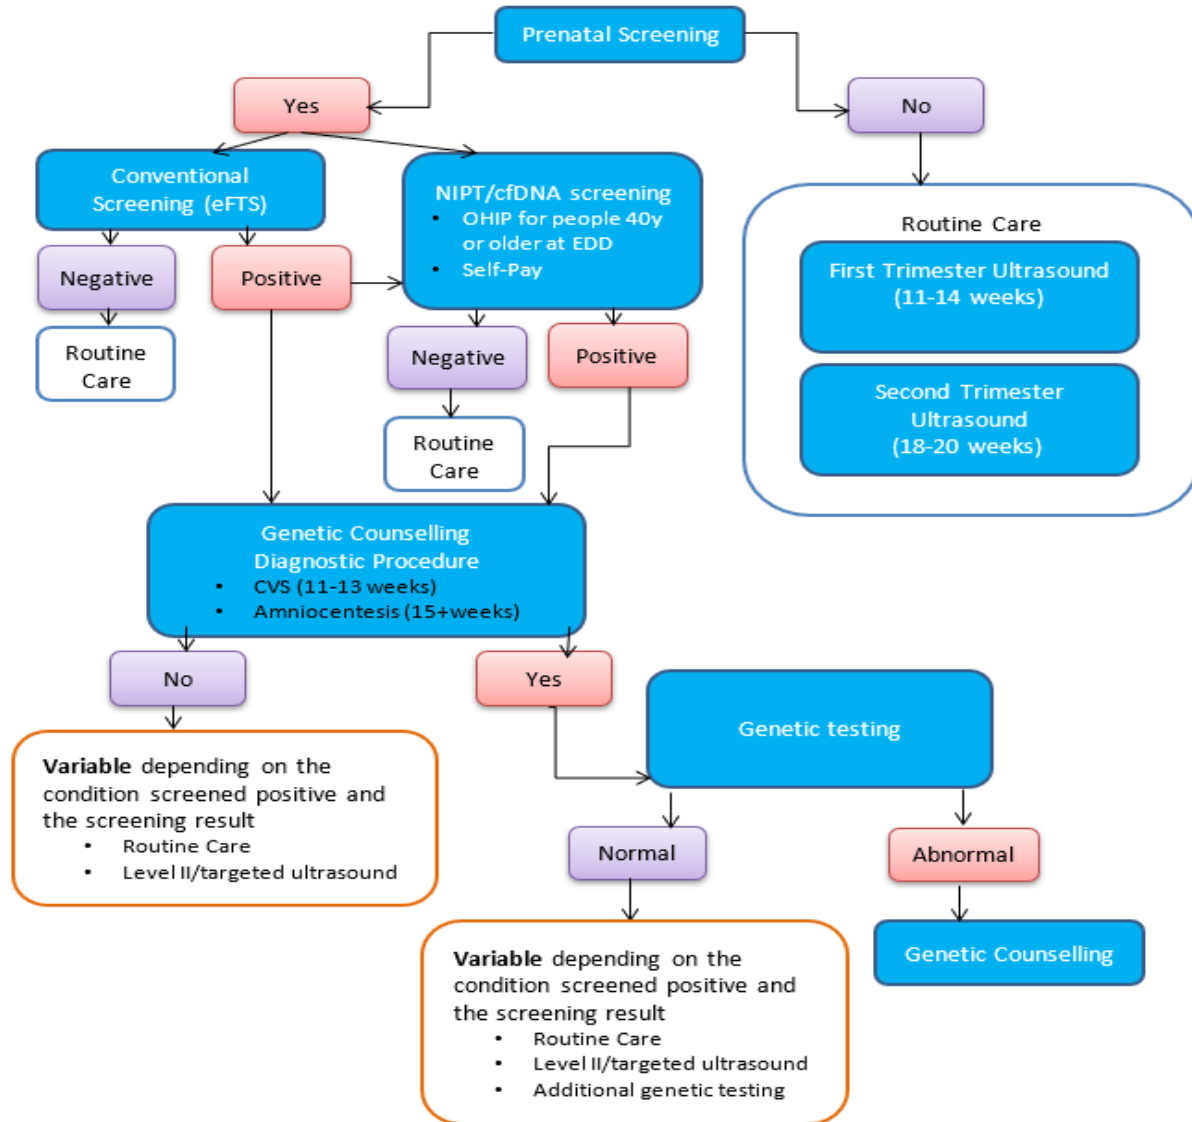 Prenatal Screening
Yes
No
Conventional
Screening (eFTS)
NIPT/cfDNA screening
• OHIP for people 40y
or older at EDD
• Self-Pay
Negative
Positive
Routine
Care
Negative
Positive
Routine
Care
Routine Care
First Trimester Ultrasound
(11-14 weeks)
Second Trimester
Ultrasound
(18-20 weeks)
Genetic Counselling
Diagnostic Procedure
• CVS (11-13 weeks)
• Amniocentesis (15+weeks)
No
Yes
Variable depending on the
condition screened positive and
the screening result
• Routine Care
• Level II/targeted ultrasound
Genetic testing
Normal
Abnormal
Variable depending on the
condition screened positive and
the screening result
• Routine Care
• Level II/targeted ultrasound
• Additional genetic testing
Genetic Counselling